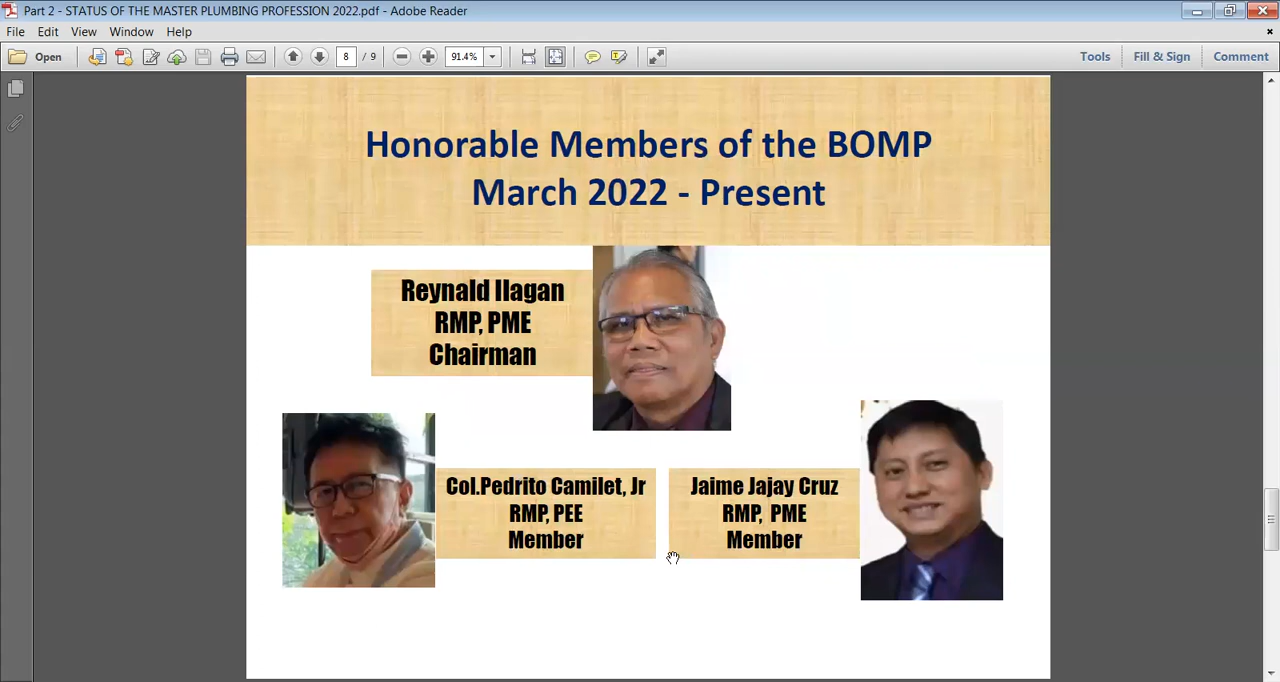 Part 2 - STATUS OF THE MASTER PLUMBING PROFESSION 2022.pdf - Adobe Reader
File Edit View Window Help
Open 8 / 9 91.4% Tools Fill & Sign Comment
Honorable Members of the BOMP
March 2022 - Present
Reynald Ilagan
RMP, PME
Chairman
Col.Pedrito Camilet, Jr
RMP, PEE
Member
Jaime Jajay Cruz
RMP, PME
Member